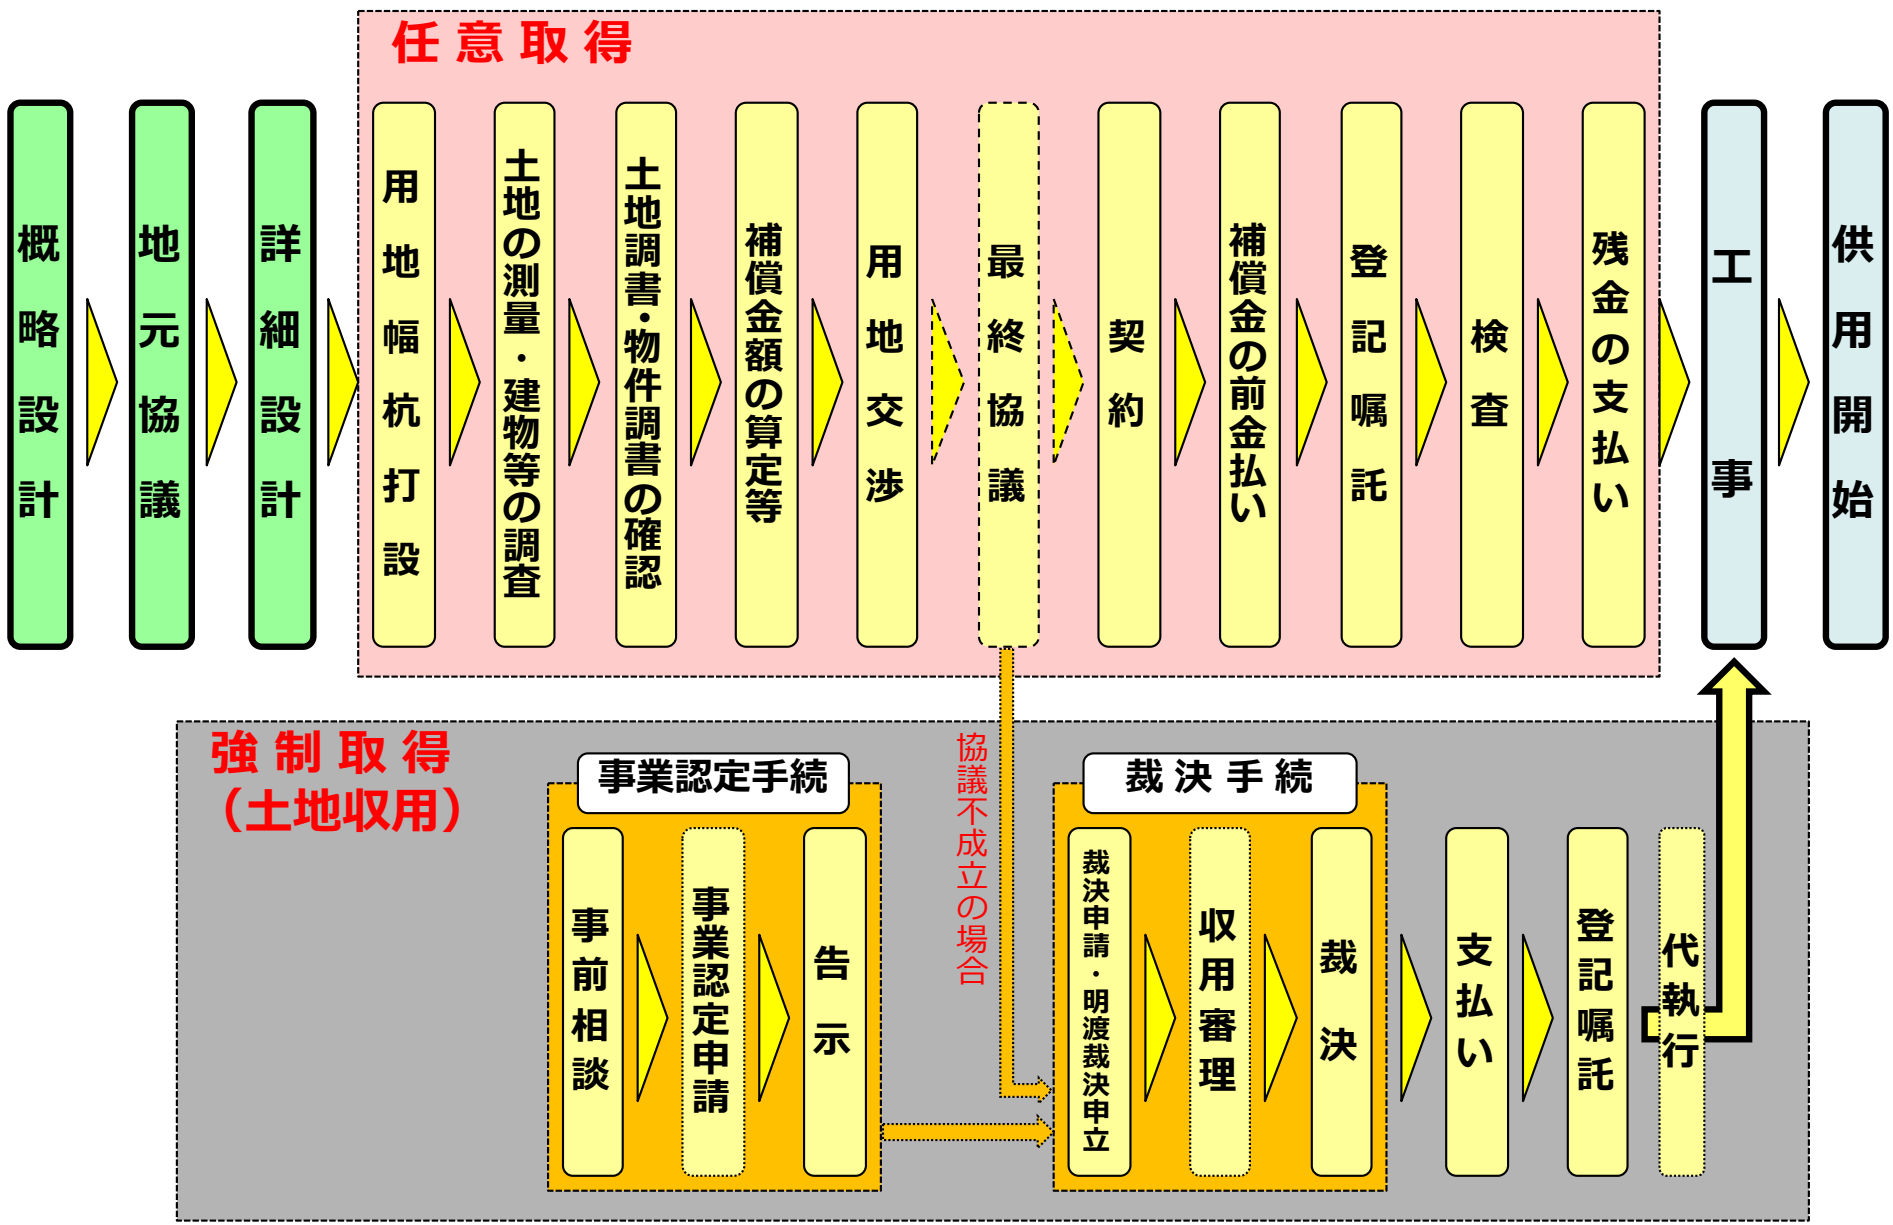 任意取得
概略設計
地元協議
詳細設計
用地幅杭打設
土地の測量・建物等の調査
土地調書・物件調書の確認
補償金額の算定等
用地交渉
最終協議
契約
補償金の前金払い
登記嘱託
検査
残金の支払い
工事
供用開始
強制取得
（土地収用）
事業認定手続
事前相談
事業認定申請
告示
協議不成立の場合
裁決手続
裁決申請・明渡裁決申立
収用審理
裁決
支払い
登記嘱託
代執行